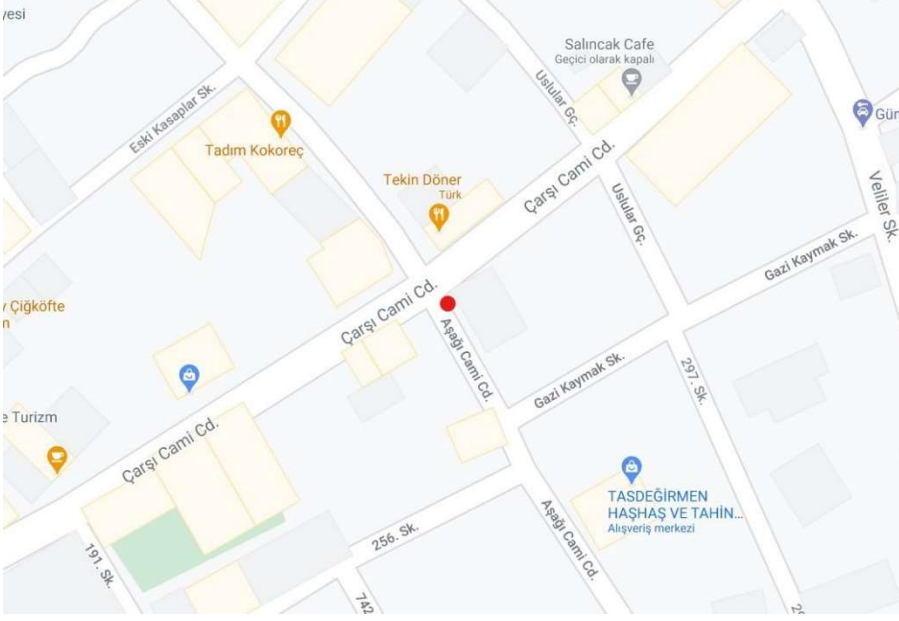 yesi
Salıncak Cafe
Geçici olarak kapalı
Eski Kasaplar Sk.
Uslular Gç.
Gün
Tadım Kokoreç
Çarşı Cami Cd.
Tekin Döner
Türk
Uslular Gç.
Veliler Sk.
Gazi Kaymak Sk.
Çiğköfte
Çarşı Cami Cd.
Aşağı Cami Cd.
Gazi Kaymak Sk.
297. Sk.
e Turizm
Çarşı Cami Cd.
TASDEĞİRMEN
HAŞHAŞ VE TAHİN...
Alışveriş merkezi
Aşağı Cami Cd.
256. Sk.
191. Sk.
742